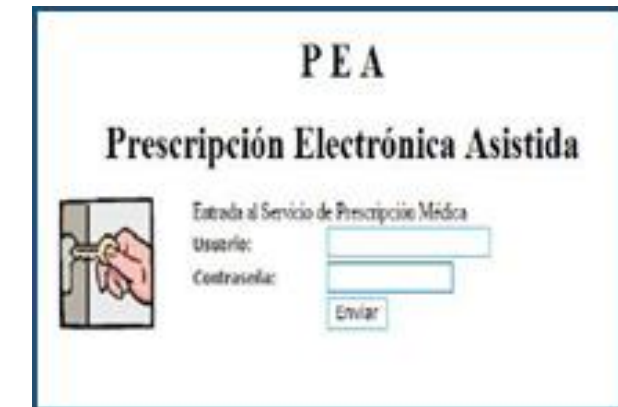 P E A
Prescripción Electrónica Asistida
Entrada al Servicio de Prescripción Médica
Usuario:
Contraseña:
Enviar